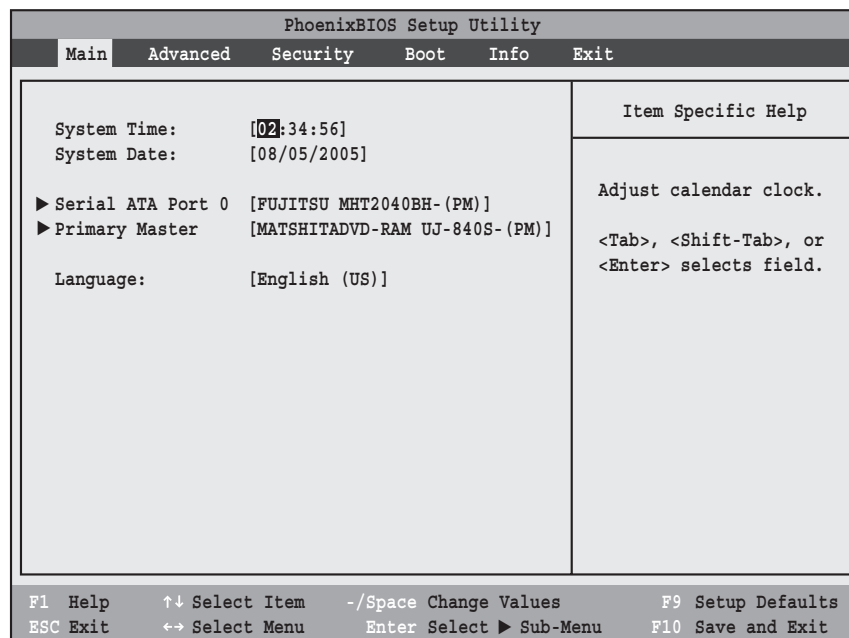 PhoenixBIOS Setup Utility
Main Advanced Security Boot Info Exit
System Time: [02:34:56]
System Date: [08/05/2005]
▶ Serial ATA Port 0 [FUJITSU MHT2040BH-(PM)]
▶ Primary Master [MATSHITADVD-RAM UJ-840S-(PM)]
Language: [English (US)]
Item Specific Help
Adjust calendar clock.
<Tab>, <Shift-Tab>, or
<Enter> selects field.
F1 Help ↑↓ Select Item -/Space Change Values F9 Setup Defaults
ESC Exit ←→ Select Menu Enter Select ▶ Sub-Menu F10 Save and Exit